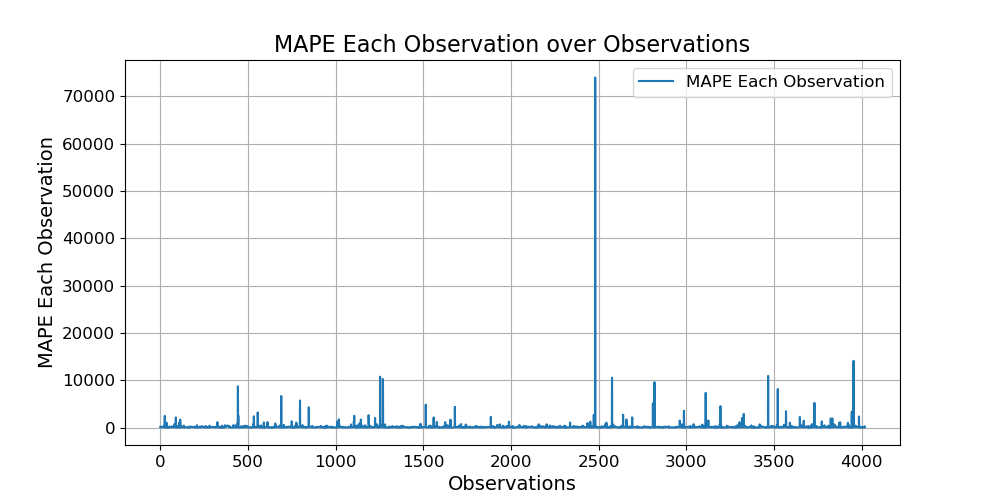 MAPE Each Observation over Observations
MAPE Each Observation
70000
60000
50000
40000
30000
20000
10000
0
MAPE Each Observation
0 500 1000 1500 2000 2500 3000 3500 4000
Observations